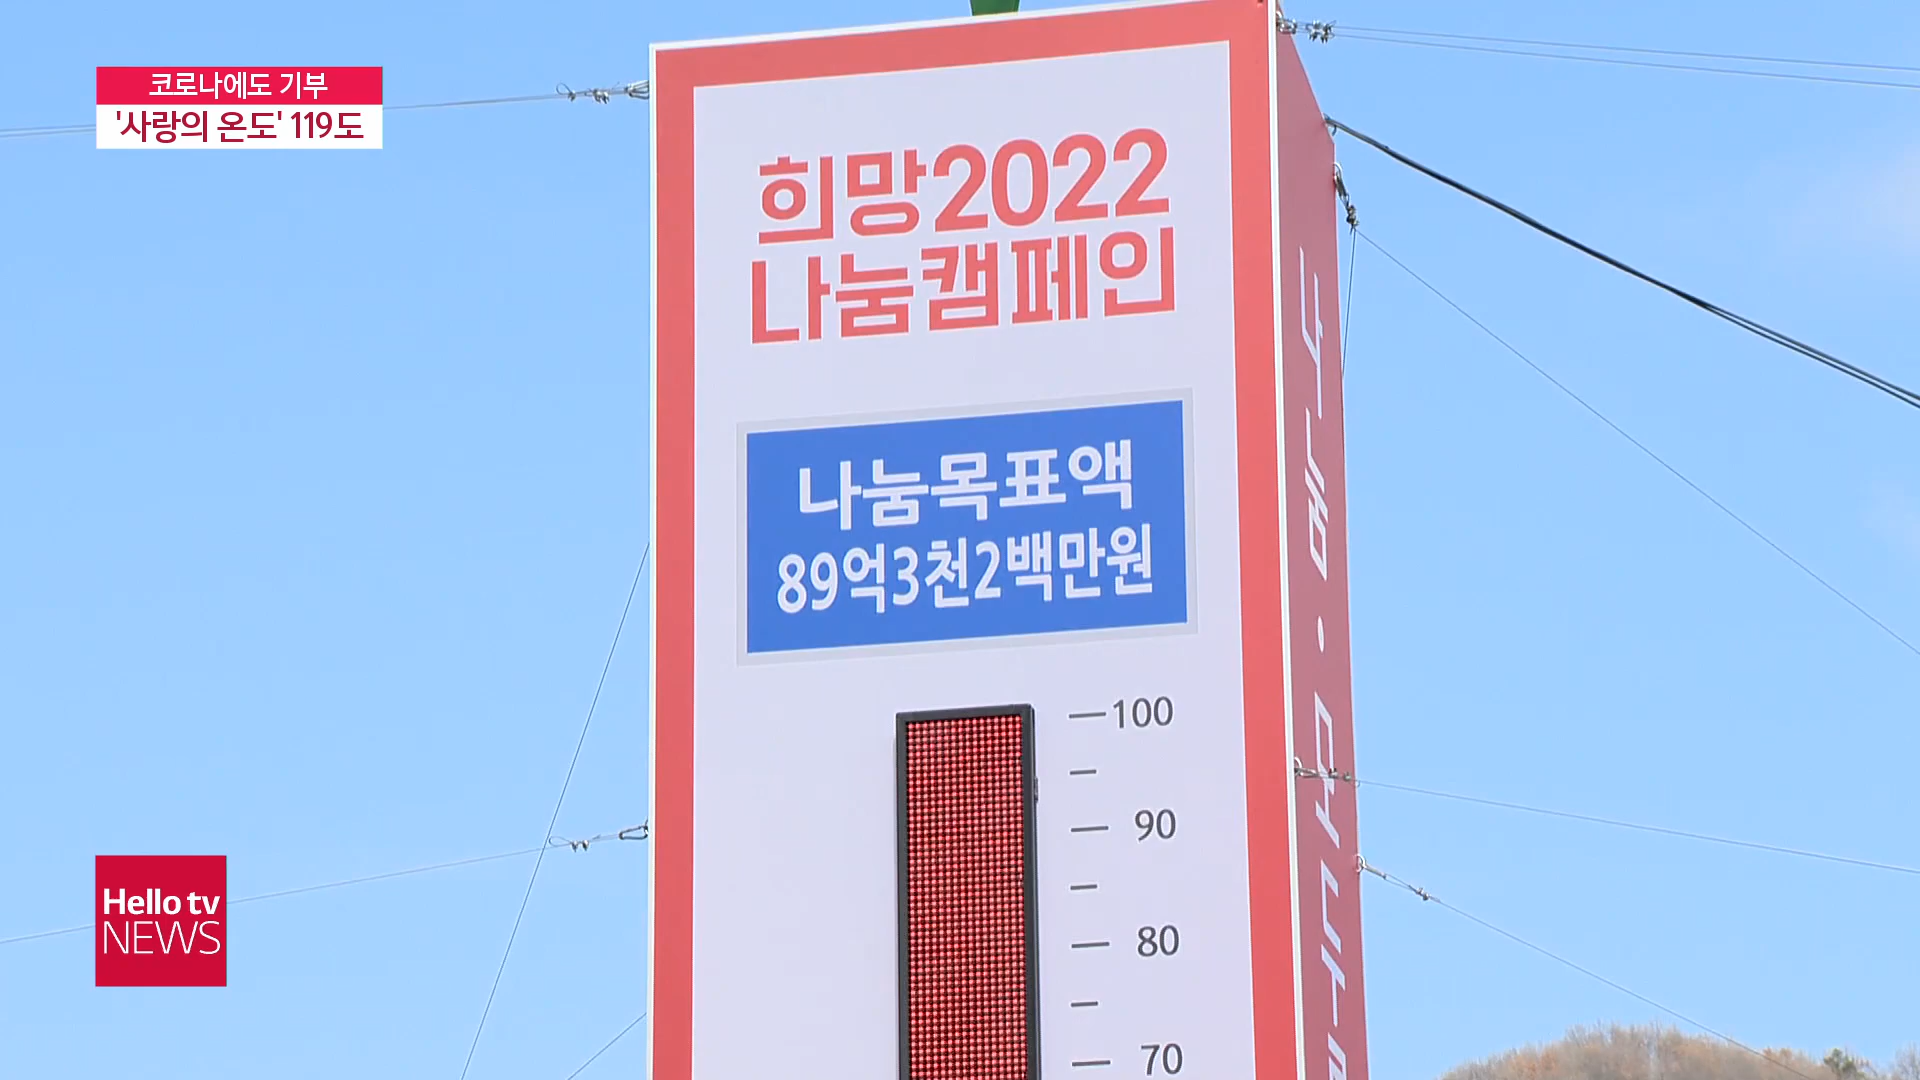 코로나에도 기부
'사랑의 온도' 119도
희망2022
나눔캠페인
나눔목표액
89억3천2백만원
100
90
80
70
Hello tv
NEWS